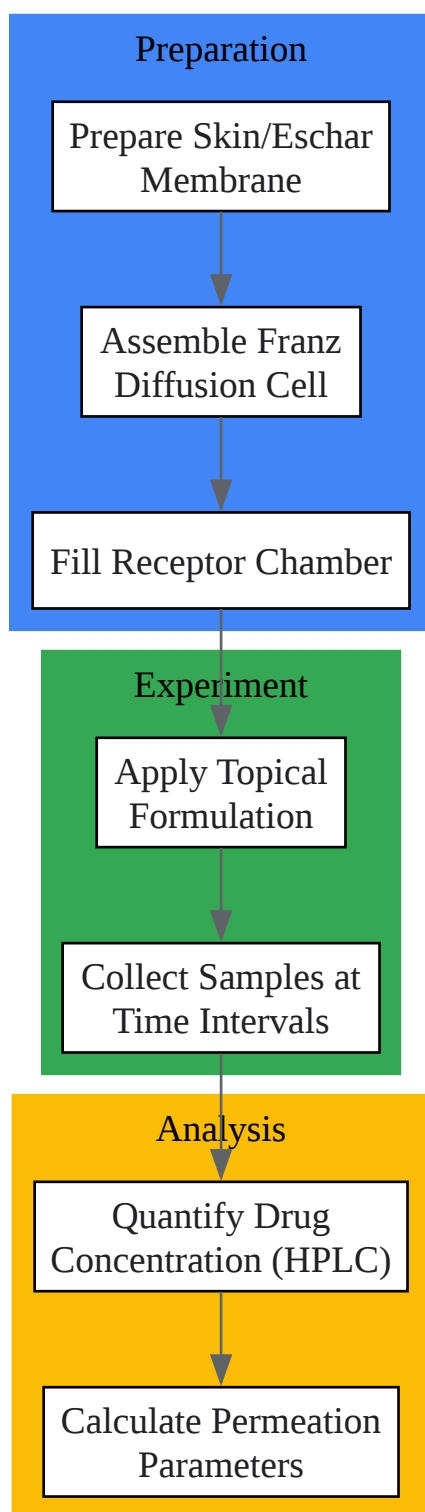 Preparation
Prepare Skin/Eschar
Membrane
Assemble Franz
Diffusion Cell
Fill Receptor Chamber
Experiment
Apply Topical
Formulation
Collect Samples at
Time Intervals
Analysis
Quantify Drug
Concentration (HPLC)
Calculate Permeation
Parameters